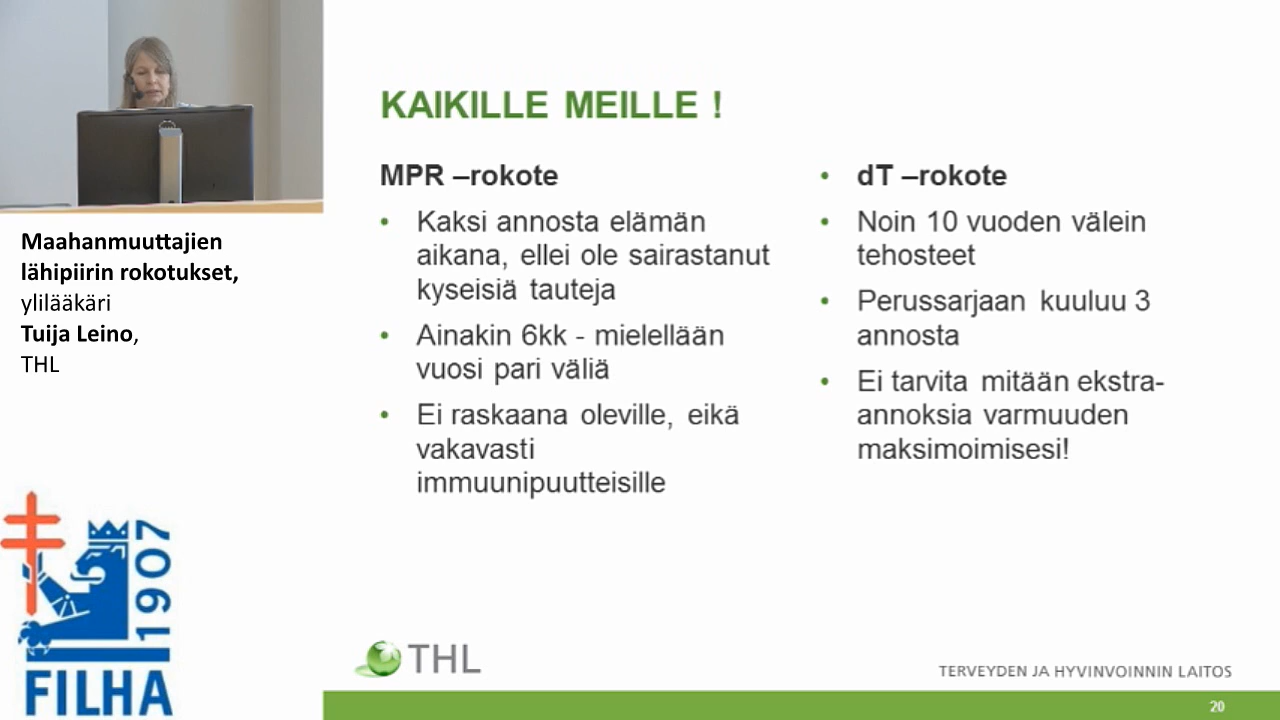 Maahanmuuttajien
lähipiirin rokotukset,
ylilääkäri
Tuija Leino,
THL
1907
FILHA
KAIKILLE MEILLE !
MPR –rokote
• Kaksi annosta elämän
aikana, ellei ole sairastanut
kyseisiä tauteja
• Ainakin 6kk - mielellään
vuosi pari väliä
• Ei raskaana oleville, eikä
vakavasti
immuunipuutteisille
• dT –rokote
• Noin 10 vuoden välein
tehosteet
• Perussarjaan kuuluu 3
annosta
• Ei tarvita mitään ekstra-
annoksia varmuuden
maksimoimisesi!
THL
TERVEYDEN JA HYVINVOINNIN LAITOS
20